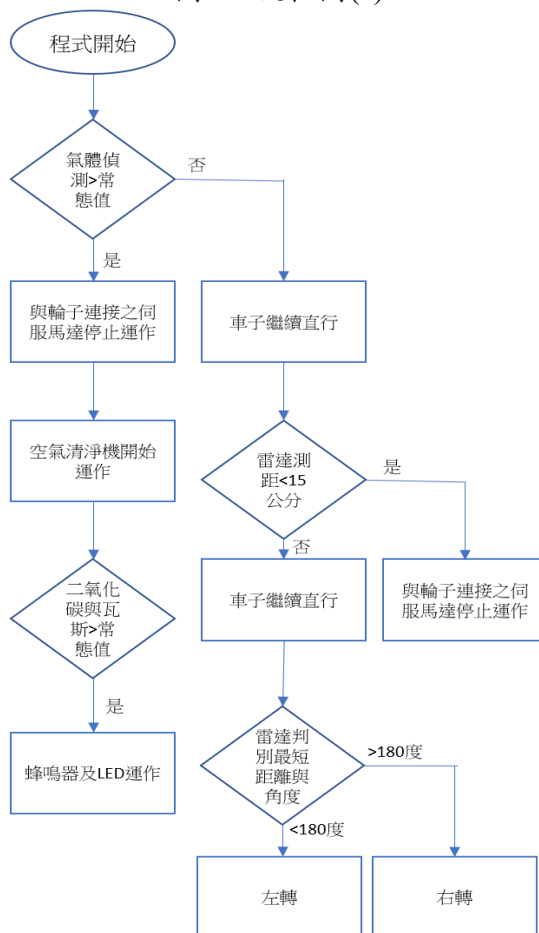 程式開始
氣體偵
測>常
態值
否
是
與輪子連接之伺
服馬達停止運作
車子繼續直行
空氣清淨機開始
運作
雷達測
距<15
公分
是
否
二氧化
碳與瓦
斯>常
態值
車子繼續直行
與輪子連接之伺
服馬達停止運作
是
蜂鳴器及LED運作
雷達判
別最短
距離與
角度
>180度
<180度
左轉
右轉